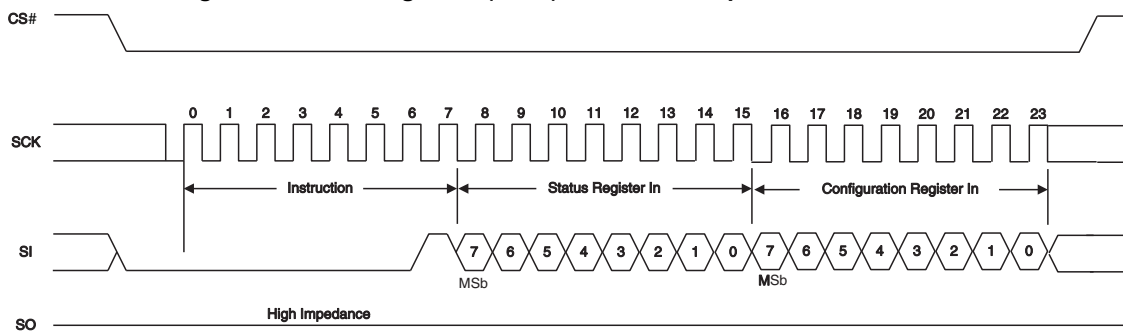 CS#
0 1 2 3 4 5 6 7 8 9 10 11 12 13 14 15 16 17 18 19 20 21 22 23
SCK
Instruction Status Register In Configuration Register In
SI 7 6 5 4 3 2 1 0 7 6 5 4 3 2 1 0
MSb MSb
High Impedance
SO